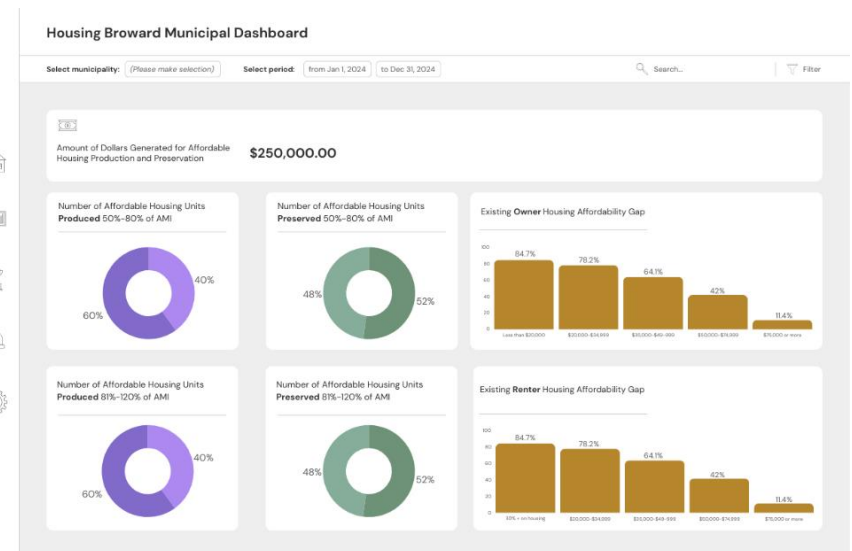 Housing Broward Municipal Dashboard
Select municipality: (Please make selection) Select period: from Jan 1, 2024 to Dec 31, 2024 Search... Filter
Amount of Dollars Generated for Affordable
Housing Production and Preservation
$250,000.00
Number of Affordable Housing Units
Produced 50%-80% of AMI
40%
60%
Number of Affordable Housing Units
Preserved 50%-80% of AMI
48%
52%
Existing Owner Housing Affordability Gap
100
80
60
40
20
0
84.7%
78.2%
64.1%
42%
11.4%
Less than $20,000 $20,000-$34,999 $35,000-$49-999 $50,000-$74,999 $75,000 or more
Number of Affordable Housing Units
Produced 81%-120% of AMI
40%
60%
Number of Affordable Housing Units
Preserved 81%-120% of AMI
48%
52%
Existing Renter Housing Affordability Gap
100
80
60
40
20
0
84.7%
78.2%
64.1%
42%
11.4%
$75,000 or more